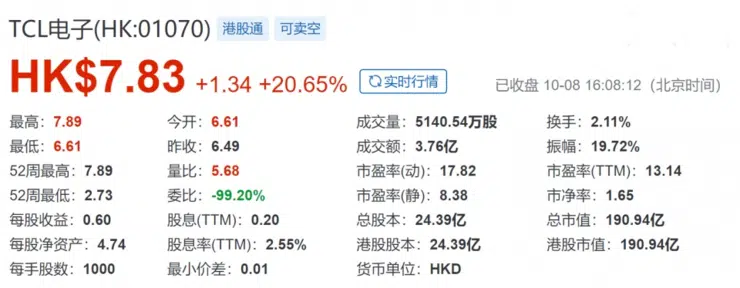 TCL电子(HK:01070) 港股通 可卖空
HK$7.83 +1.34 +20.65% 实时行情 已收盘 10-08 16:08:12（北京时间）
最高：7.89 今开：6.61 成交量：5140.54万股 换手：2.11%
最低：6.61 昨收：6.49 成交额：3.76亿 振幅：19.72%
52周最高：7.89 量比：5.68 市盈率(动)：17.82 市盈率(TTM)：13.14
52周最低：2.73 委比：-99.20% 市盈率(静)：8.38 市净率：1.65
每股收益：0.60 股息(TTM)：0.20 总股本：24.39亿 总市值：190.94亿
每股净资产：4.74 股息率(TTM)：2.55% 港股股本：24.39亿 港股市值：190.94亿
每手股数：1000 最小价差：0.01 货币单位：HKD